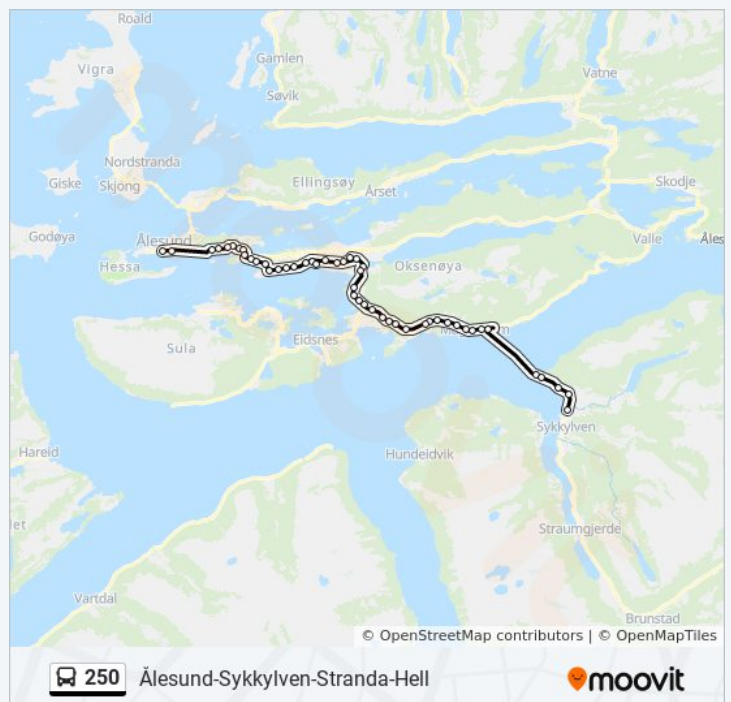 Roald
Vigra
Gamlen
Søvik
Vatne
Nordstranda
Skjong
Giske
Ellingsøy
Årset
Skodje
Godøya
Ålesund
Hessa
Oksenøya
Valle
Åles
Sula
Eidsnes
Hareid
Hundeidvik
Sykkylven
let
Straumgjerde
Vartdal
Brunstad
© OpenStreetMap contributors | © OpenMapTiles
250 Ålesund-Sykkylven-Stranda-Hell
moovit